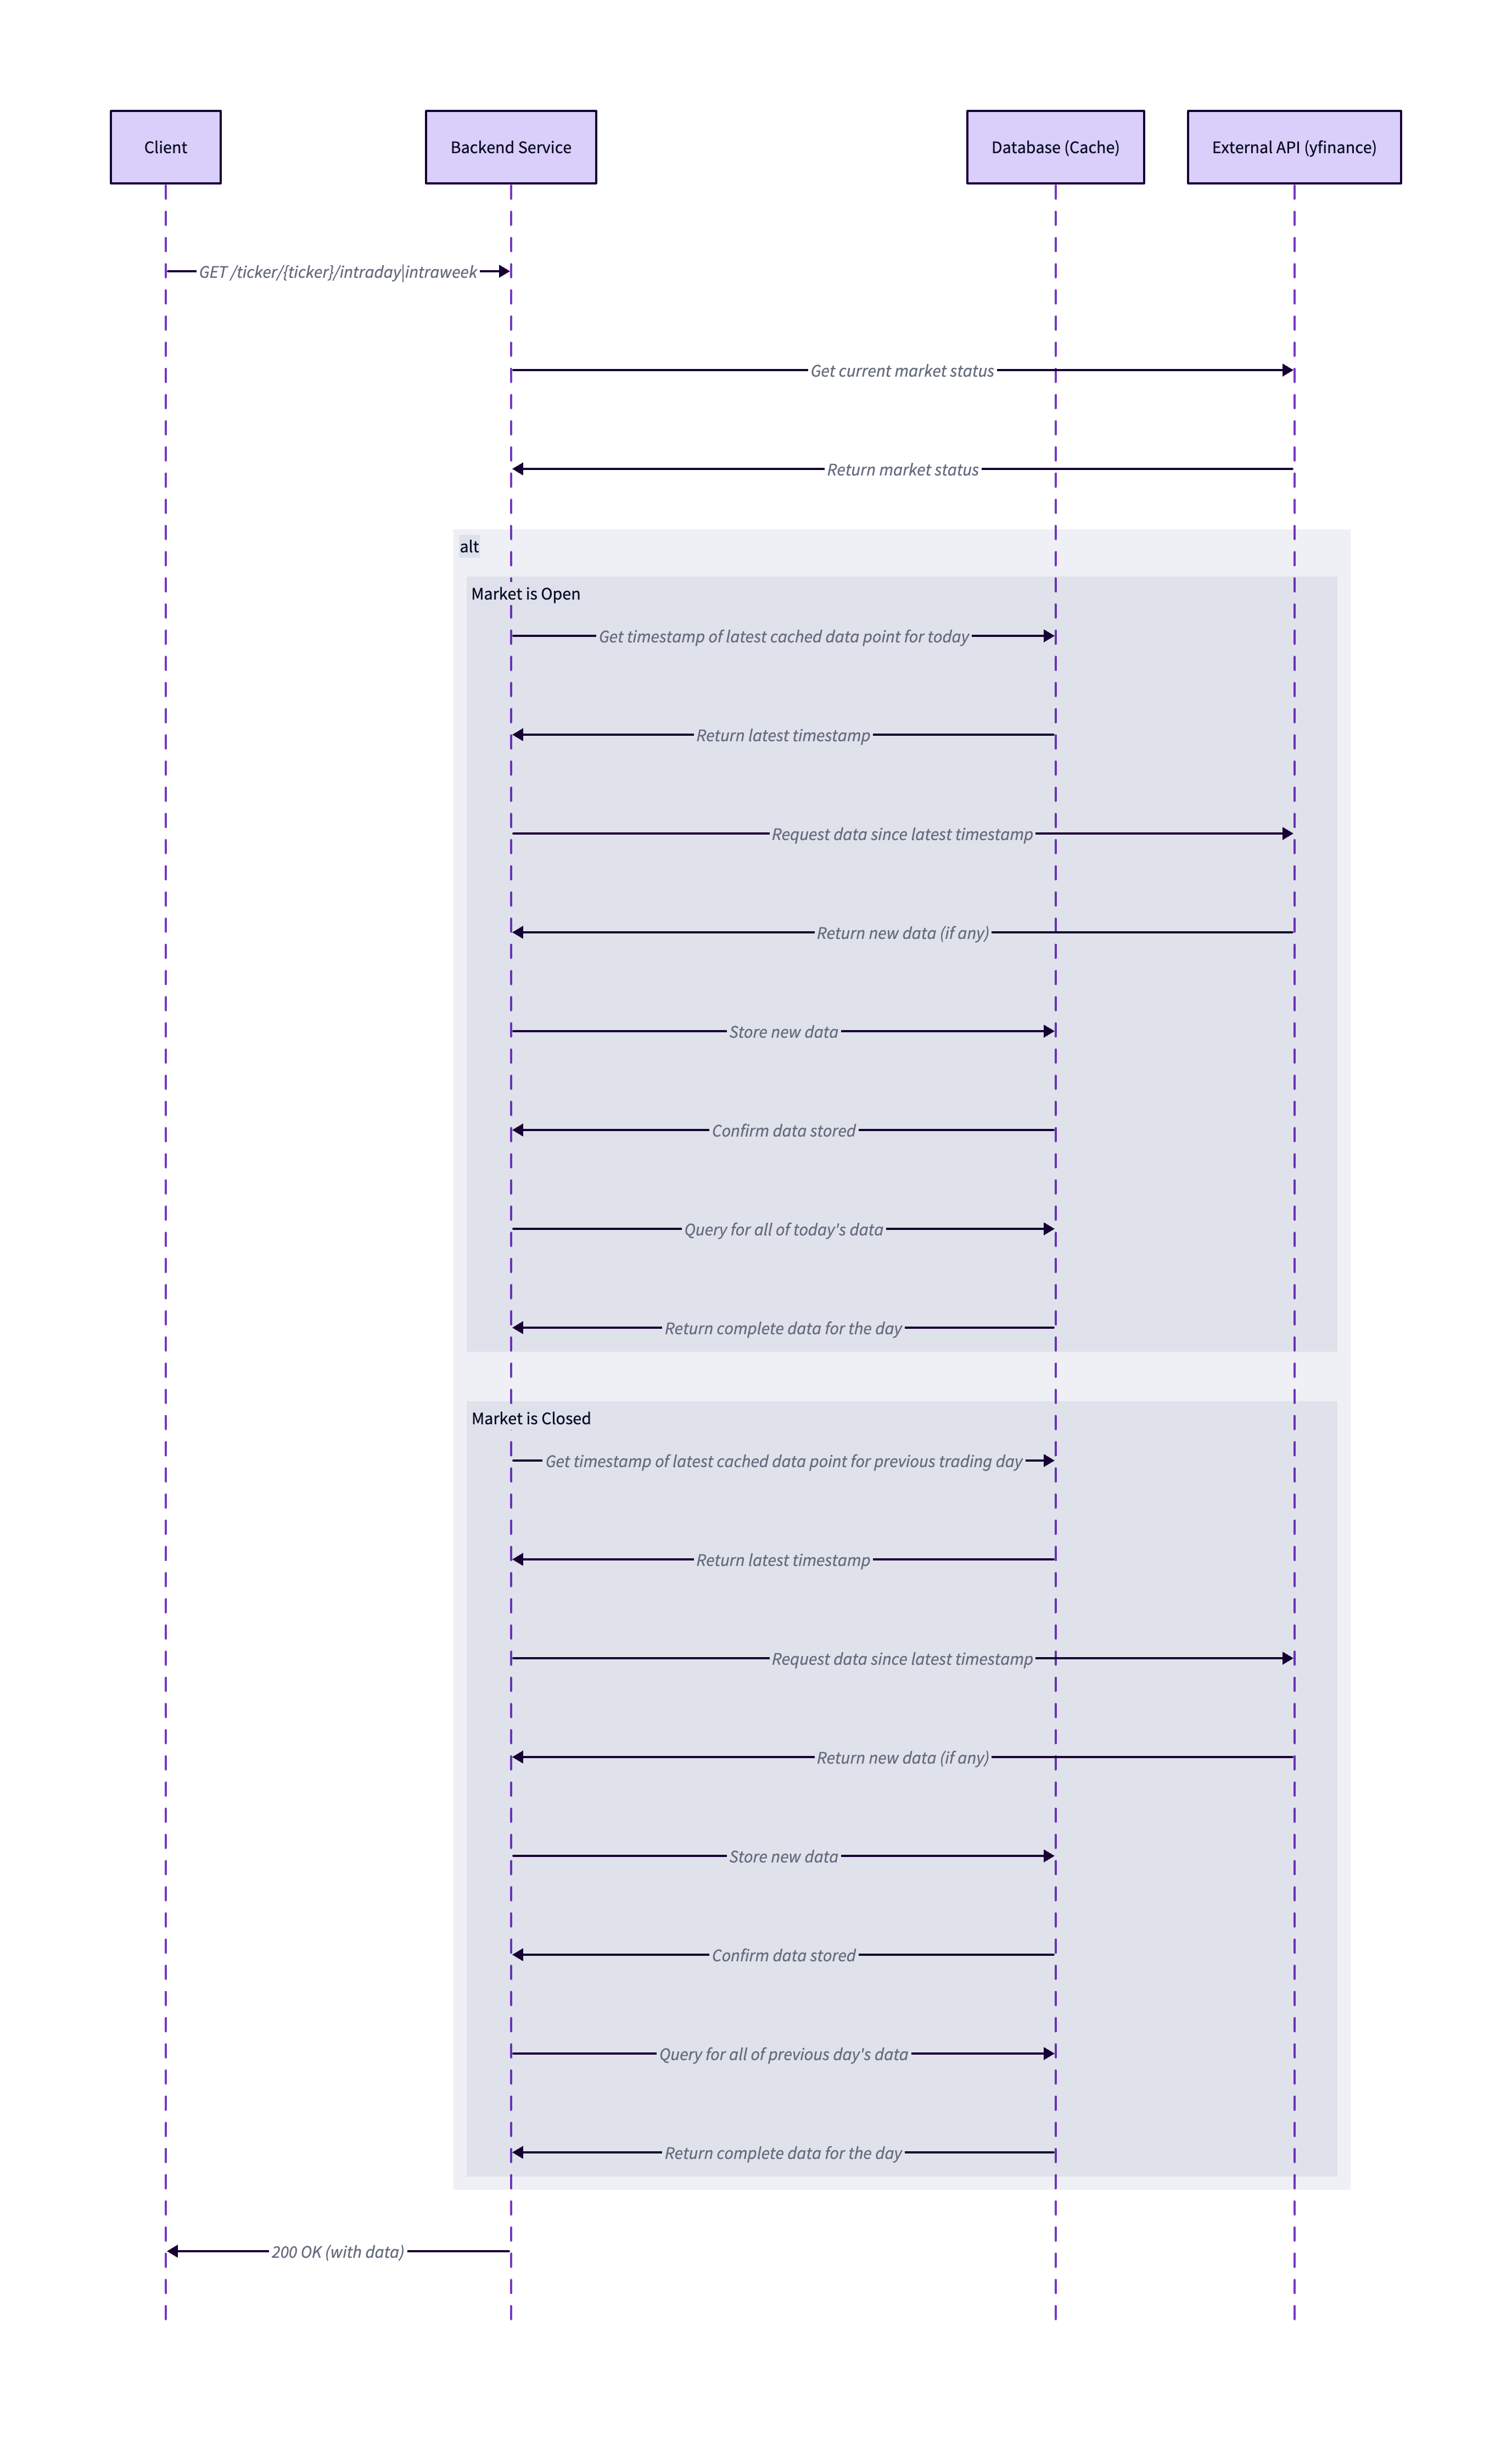 Client
Backend Service
Database (Cache)
External API (yfinance)
GET /ticker/{ticker}/intraday|intraweek
Get current market status
Return market status
alt
Market is Open
Get timestamp of latest cached data point for today
Return latest timestamp
Request data since latest timestamp
Return new data (if any)
Store new data
Confirm data stored
Query for all of today's data
Return complete data for the day
Market is Closed
Get timestamp of latest cached data point for previous trading day
Return latest timestamp
Request data since latest timestamp
Return new data (if any)
Store new data
Confirm data stored
Query for all of previous day's data
Return complete data for the day
200 OK (with data)